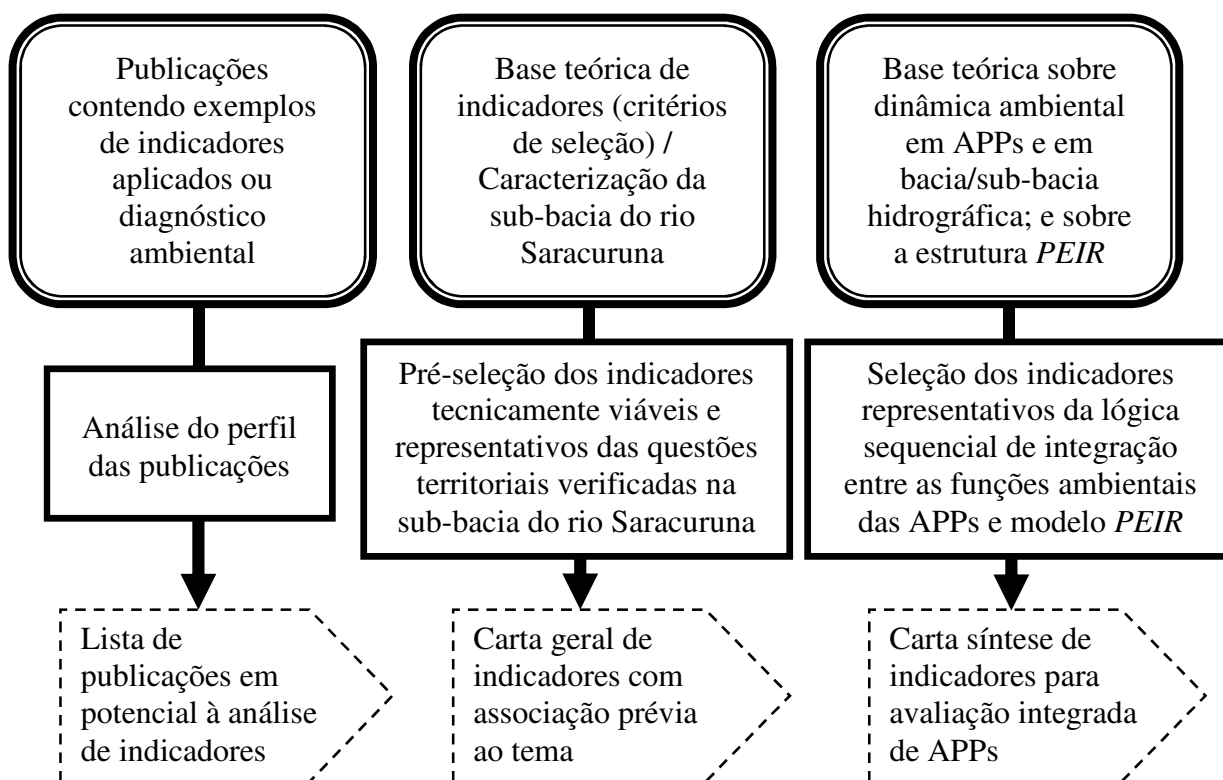 Publicações
contendo exemplos
de indicadores
aplicados ou
diagnóstico
ambiental
Análise do perfil
das publicações
Lista de
publicações em
potencial à análise
de indicadores
Base teórica de
indicadores (critérios
de seleção) /
Caracterização da
sub-bacia do rio
Saracuruna
Pré-seleção dos indicadores
tecnicamente viáveis e
representativos das questões
territoriais verificadas na
sub-bacia do rio Saracuruna
Carta geral de
indicadores com
associação prévia
ao tema
Base teórica sobre
dinâmica ambiental
em APPs e em
bacia/sub-bacia
hidrográfica; e sobre
a estrutura PEIR
Seleção dos indicadores
representativos da lógica
sequencial de integração
entre as funções ambientais
das APPs e modelo PEIR
Carta síntese de
indicadores para
avaliação integrada
de APPs